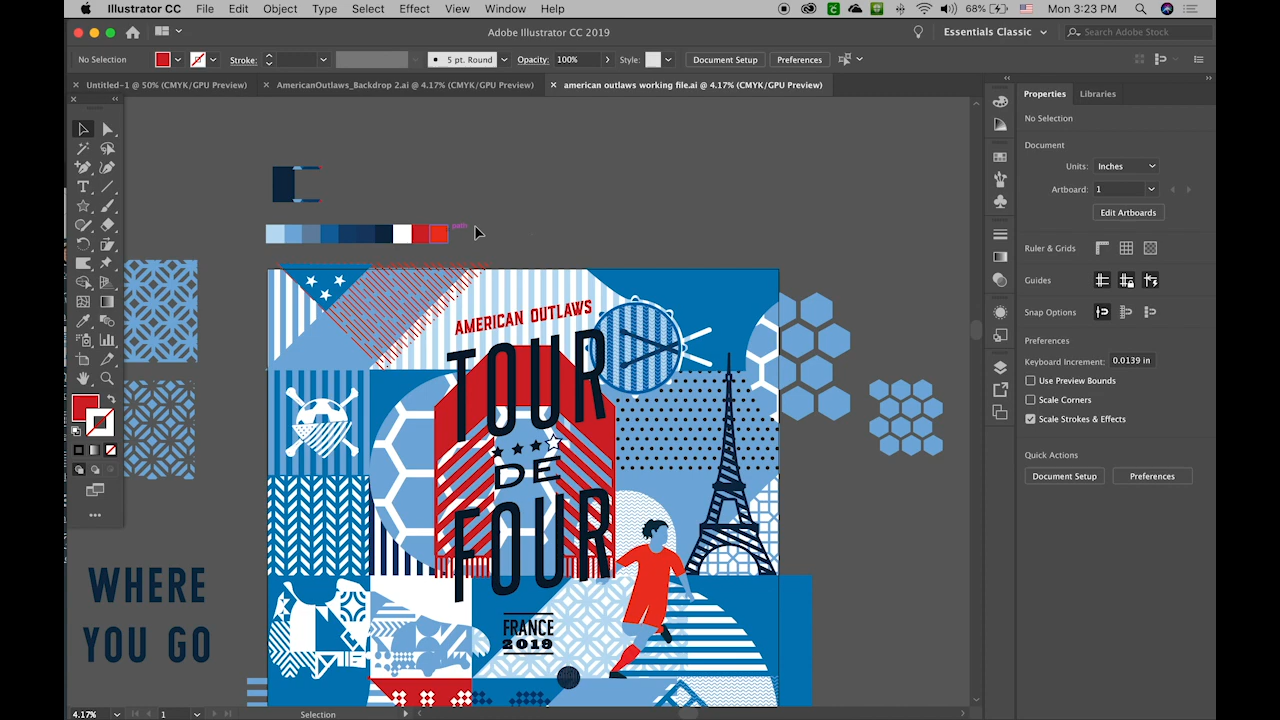 Illustrator CC File Edit Object Type Select Effect View Window Help 68% Mon 3:23 PM
Adobe Illustrator CC 2019 Essentials Classic Search Adobe Stock
No Selection Stroke: 5 pt. Round Opacity: 100% Style: Document Setup Preferences
Untitled-1 @ 50% (CMYK/GPU Preview) AmericanOutlaws_Backdrop 2.ai @ 4.17% (CMYK/GPU Preview) american outlaws working file.ai @ 4.17% (CMYK/GPU Preview)
Properties Libraries
No Selection
Document
Units: Inches
Artboard: 1
Edit Artboards
Ruler & Grids
Guides
Snap Options
Preferences
Keyboard Increment: 0.0139 in
Use Preview Bounds
Scale Corners
Scale Strokes & Effects
Quick Actions
Document Setup Preferences
path
AMERICAN OUTLAWS
TOUR
DE
FOUR
FRANCE
2019
WHERE
YOU GO
4.17% 1 Selection